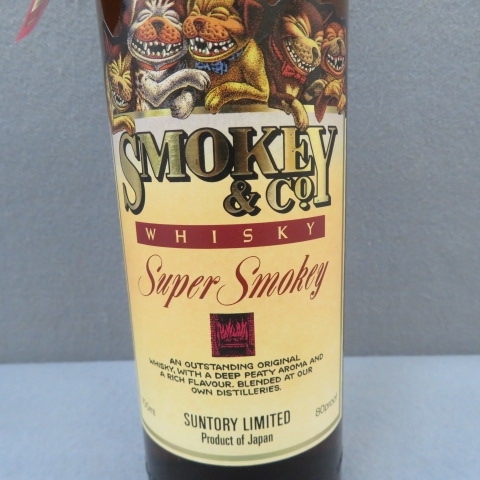 SMOKEY
& Co.
WHISKY
Super Smokey
AN OUTSTANDING ORIGINAL
WHISKY, WITH A DEEP PEATY AROMA AND
A RICH FLAVOUR. BLENDED AT OUR
OWN DISTILLERIES.
80proof
SUNTORY LIMITED
Product of Japan